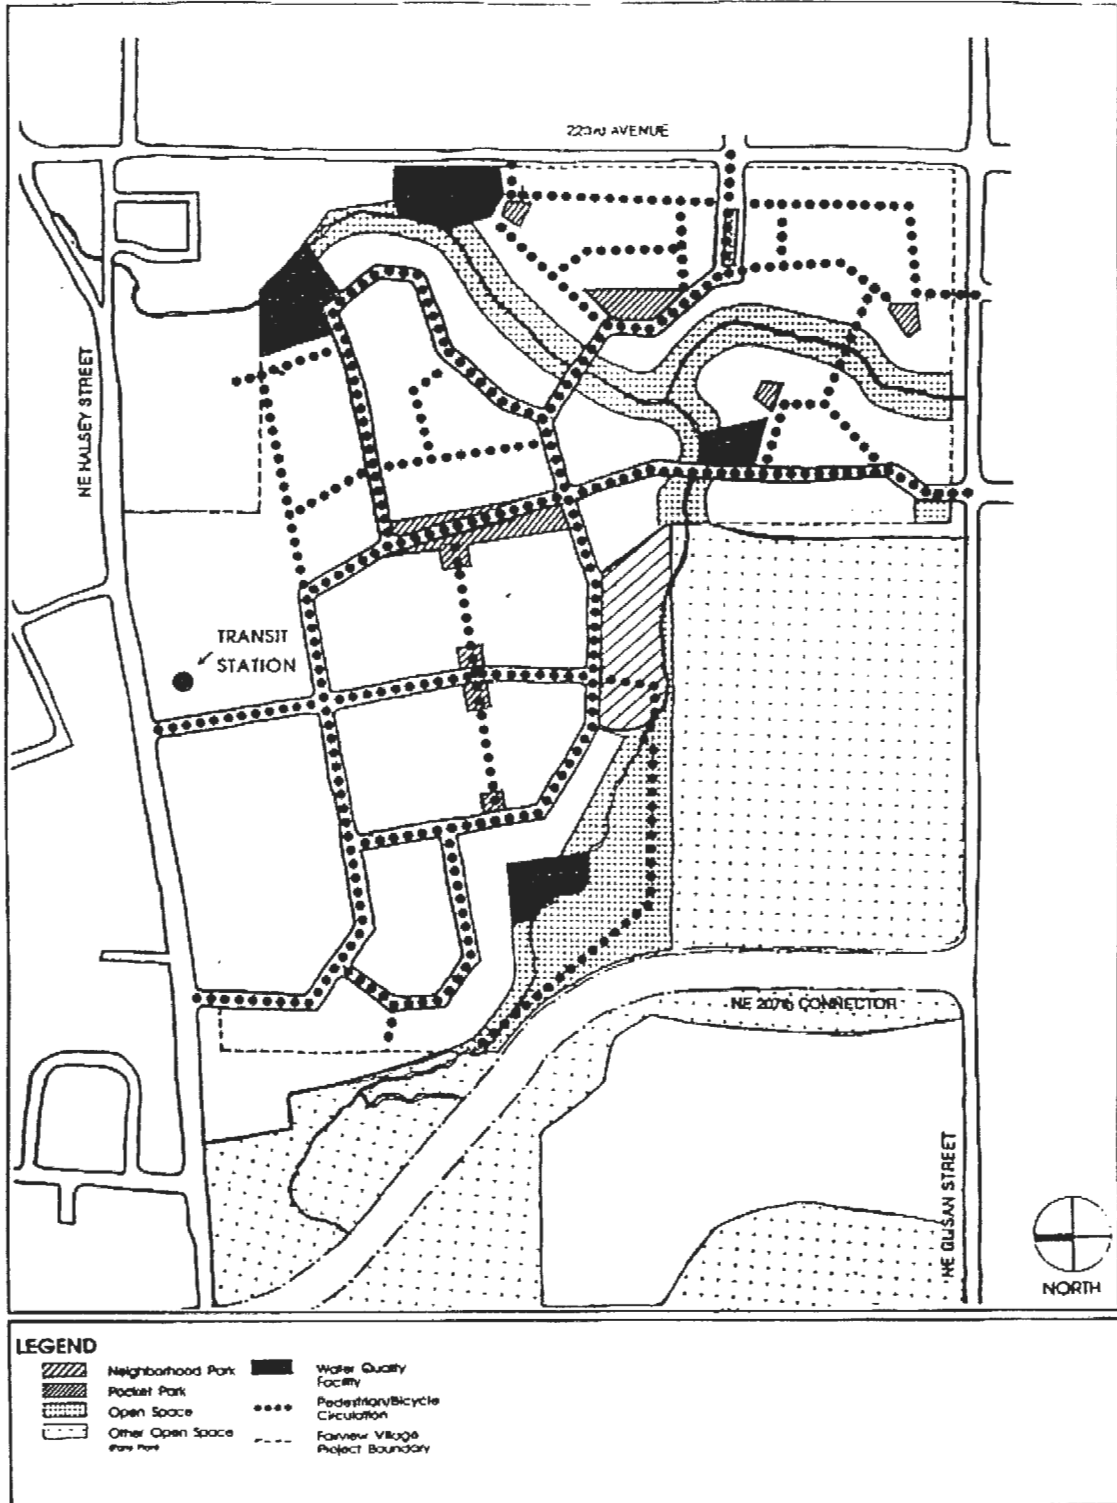 223rd AVENUE
NE HALSEY STREET
TRANSIT
STATION
NE 207th CONNECTOR
NE GLISAN STREET
NORTH
LEGEND
Neighborhood Park
Pocket Park
Open Space
Other Open Space
Water Quality
Facility
Pedestrian/Bicycle
Circulation
Fairview Village
Project Boundary